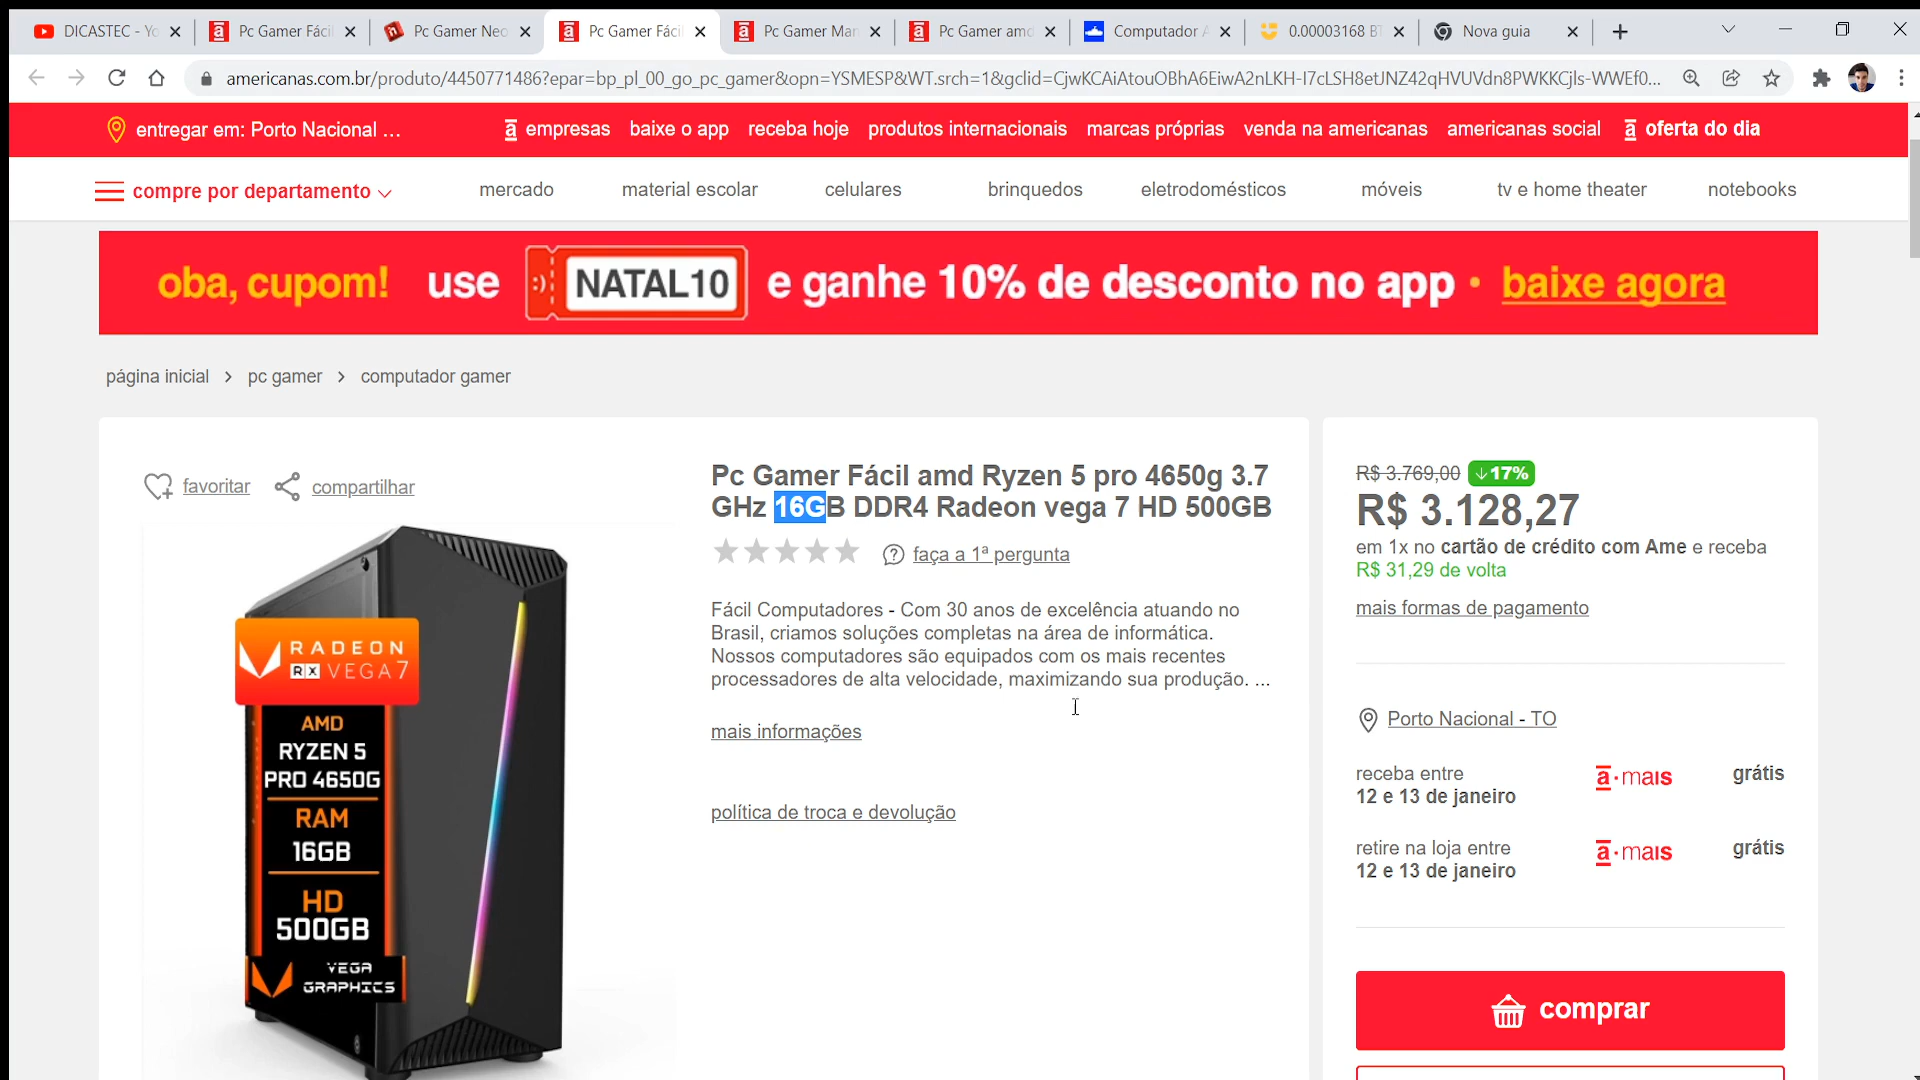 DICASTEC - Yo
Pc Gamer Fáci
Pc Gamer Neo
Pc Gamer Fáci
Pc Gamer Man
Pc Gamer amd
Computador A
0.00003168 BT
Nova guia
americanas.com.br/produto/4450771486?epar=bp_pl_00_go_pc_gamer&opn=YSMESP&WT.srch=1&gclid=CjwKCAiAtouOBhA6EiwA2nLKH-I7cLSH8etJNZ42qHVUVdn8PWKKCjls-WWEf0...
entregar em: Porto Nacional ...
a empresas baixe o app receba hoje produtos internacionais marcas próprias venda na americanas americanas social a oferta do dia
compre por departamento
mercado material escolar celulares brinquedos eletrodomésticos móveis tv e home theater notebooks
oba, cupom! use NATAL10 e ganhe 10% de desconto no app • baixe agora
página inicial > pc gamer > computador gamer
favoritar compartilhar
RADEON
RX VEGA 7
AMD
RYZEN 5
PRO 4650G
RAM
16GB
HD
500GB
VEGA
GRAPHICS
Pc Gamer Fácil amd Ryzen 5 pro 4650g 3.7
GHz 16GB DDR4 Radeon vega 7 HD 500GB
faça a 1ª pergunta
Fácil Computadores - Com 30 anos de excelência atuando no
Brasil, criamos soluções completas na área de informática.
Nossos computadores são equipados com os mais recentes
processadores de alta velocidade, maximizando sua produção. ...
mais informações
política de troca e devolução
R$ 3.769,00 17%
R$ 3.128,27
em 1x no cartão de crédito com Ame e receba
R$ 31,29 de volta
mais formas de pagamento
Porto Nacional - TO
receba entre
12 e 13 de janeiro
a·mais grátis
retire na loja entre
12 e 13 de janeiro
a·mais grátis
comprar